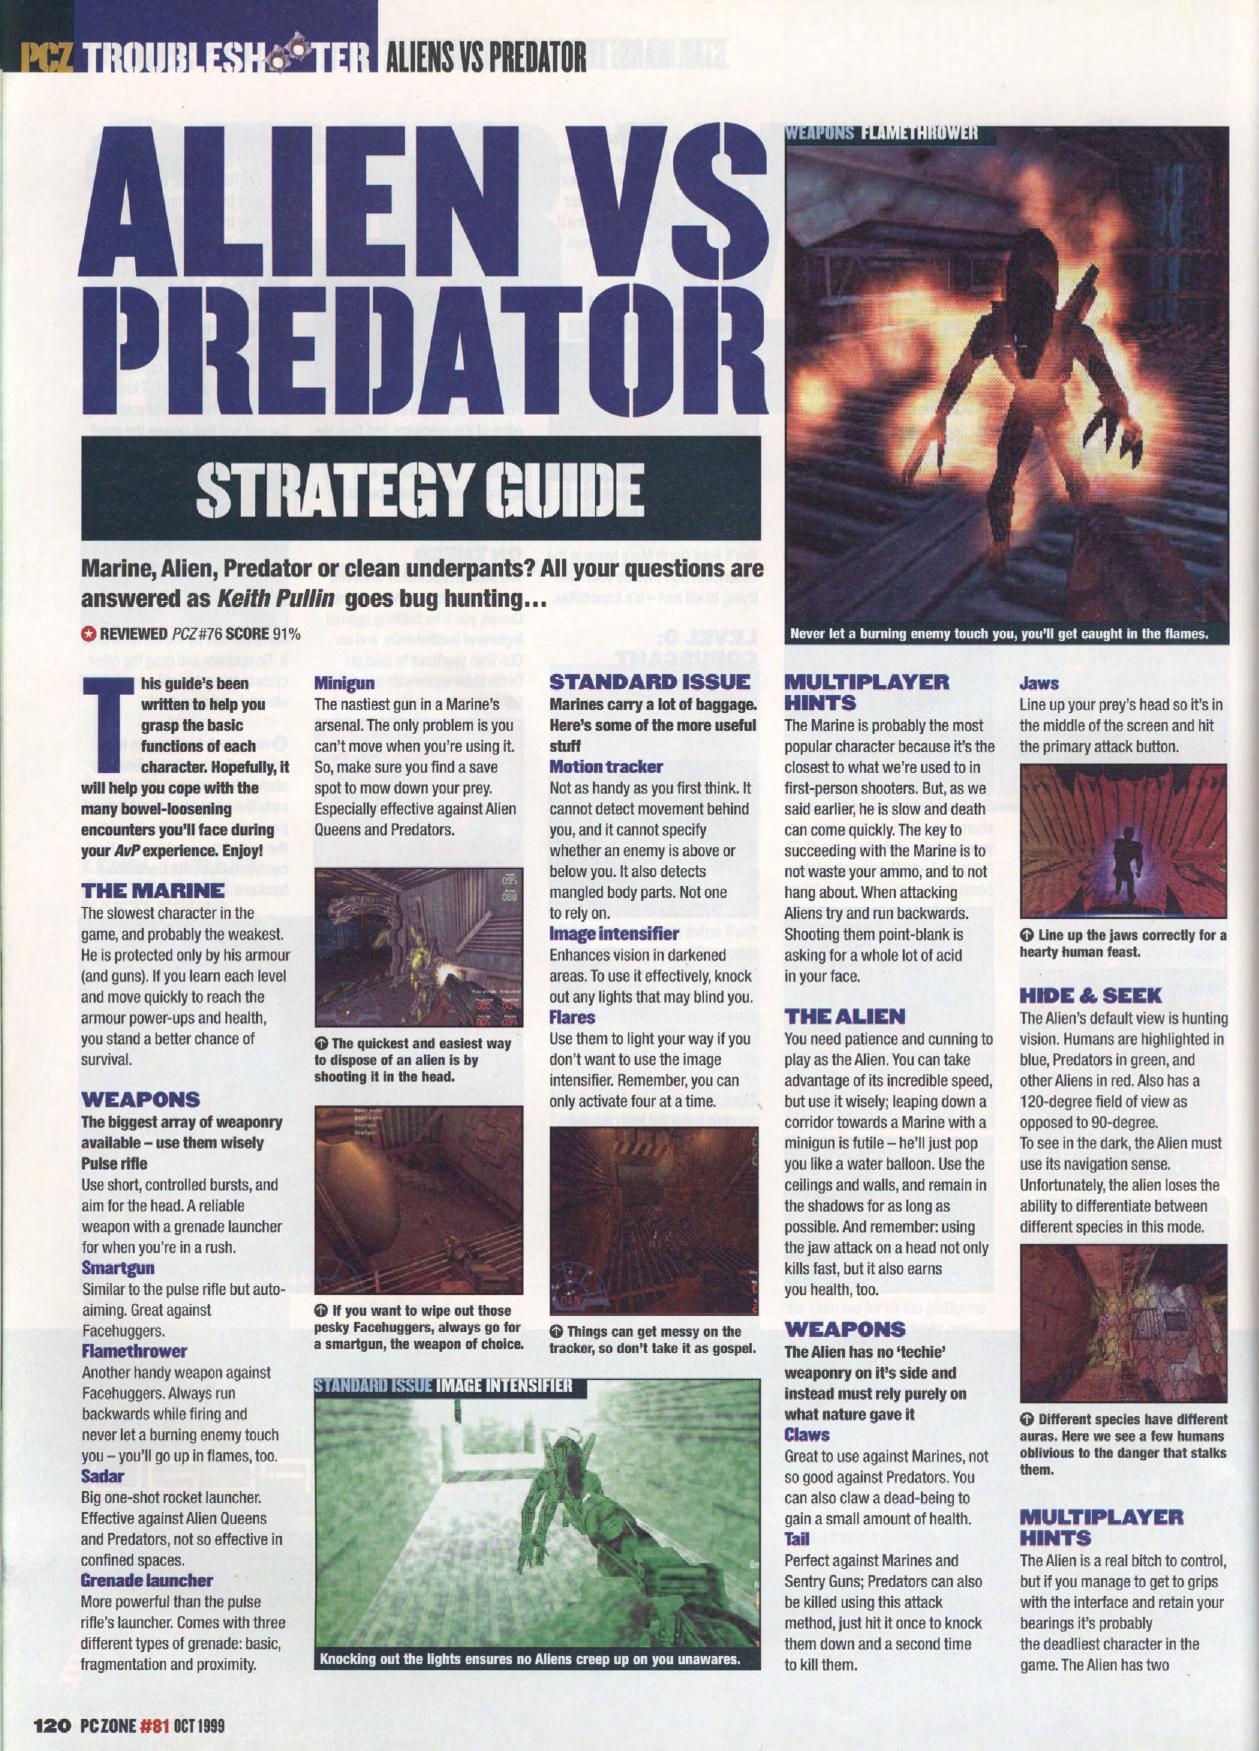 PCZ TROUBLESHOOTER ALIENS VS PREDATOR
ALIEN VS
PREDATOR
STRATEGY GUIDE
Marine, Alien, Predator or clean underpants? All your questions are
answered as Keith Pullin goes bug hunting...
REVIEWED PCZ #76 SCORE 91%
This guide's been
written to help you
grasp the basic
functions of each
character. Hopefully, it
will help you cope with the
many bowel-loosening
encounters you'll face during
your AvP experience. Enjoy!
THE MARINE
The slowest character in the
game, and probably the weakest.
He is protected only by his armour
(and guns). If you learn each level
and move quickly to reach the
armour power-ups and health,
you stand a better chance of
survival.
WEAPONS
The biggest array of weaponry
available – use them wisely
Pulse rifle
Use short, controlled bursts, and
aim for the head. A reliable
weapon with a grenade launcher
for when you're in a rush.
Smartgun
Similar to the pulse rifle but auto-
aiming. Great against
Facehuggers.
Flamethrower
Another handy weapon against
Facehuggers. Always run
backwards while firing and
never let a burning enemy touch
you – you'll go up in flames, too.
Sadar
Big one-shot rocket launcher.
Effective against Alien Queens
and Predators, not so effective in
confined spaces.
Grenade launcher
More powerful than the pulse
rifle's launcher. Comes with three
different types of grenade: basic,
fragmentation and proximity.
Minigun
The nastiest gun in a Marine's
arsenal. The only problem is you
can't move when you're using it.
So, make sure you find a save
spot to mow down your prey.
Especially effective against Alien
Queens and Predators.
The quickest and easiest way
to dispose of an alien is by
shooting it in the head.
If you want to wipe out those
pesky Facehuggers, always go for
a smartgun, the weapon of choice.
STANDARD ISSUE
Marines carry a lot of baggage.
Here's some of the more useful
stuff
Motion tracker
Not as handy as you first think. It
cannot detect movement behind
you, and it cannot specify
whether an enemy is above or
below you. It also detects
mangled body parts. Not one
to rely on.
Image intensifier
Enhances vision in darkened
areas. To use it effectively, knock
out any lights that may blind you.
Flares
Use them to light your way if you
don't want to use the image
intensifier. Remember, you can
only activate four at a time.
Things can get messy on the
tracker, so don't take it as gospel.
STANDARD ISSUE IMAGE INTENSIFIER
Knocking out the lights ensures no Aliens creep up on you unawares.
WEAPONS FLAMETHROWER
Never let a burning enemy touch you, you'll get caught in the flames.
MULTIPLAYER
HINTS
The Marine is probably the most
popular character because it's the
closest to what we're used to in
first-person shooters. But, as we
said earlier, he is slow and death
can come quickly. The key to
succeeding with the Marine is to
not waste your ammo, and to not
hang about. When attacking
Aliens try and run backwards.
Shooting them point-blank is
asking for a whole lot of acid
in your face.
THE ALIEN
You need patience and cunning to
play as the Alien. You can take
advantage of its incredible speed,
but use it wisely; leaping down a
corridor towards a Marine with a
minigun is futile – he'll just pop
you like a water balloon. Use the
ceilings and walls, and remain in
the shadows for as long as
possible. And remember: using
the jaw attack on a head not only
kills fast, but it also earns
you health, too.
WEAPONS
The Alien has no 'techie'
weaponry on it's side and
instead must rely purely on
what nature gave it
Claws
Great to use against Marines, not
so good against Predators. You
can also claw a dead-being to
gain a small amount of health.
Tail
Perfect against Marines and
Sentry Guns; Predators can also
be killed using this attack
method, just hit it once to knock
them down and a second time
to kill them.
Jaws
Line up your prey's head so it's in
the middle of the screen and hit
the primary attack button.
Line up the jaws correctly for a
hearty human feast.
HIDE & SEEK
The Alien's default view is hunting
vision. Humans are highlighted in
blue, Predators in green, and
other Aliens in red. Also has a
120-degree field of view as
opposed to 90-degree.
To see in the dark, the Alien must
use its navigation sense.
Unfortunately, the alien loses the
ability to differentiate between
different species in this mode.
Different species have different
auras. Here we see a few humans
oblivious to the danger that stalks
them.
MULTIPLAYER
HINTS
The Alien is a real bitch to control,
but if you manage to get to grips
with the interface and retain your
bearings it's probably
the deadliest character in the
game. The Alien has two
120 PCZONE #81 OCT 1999